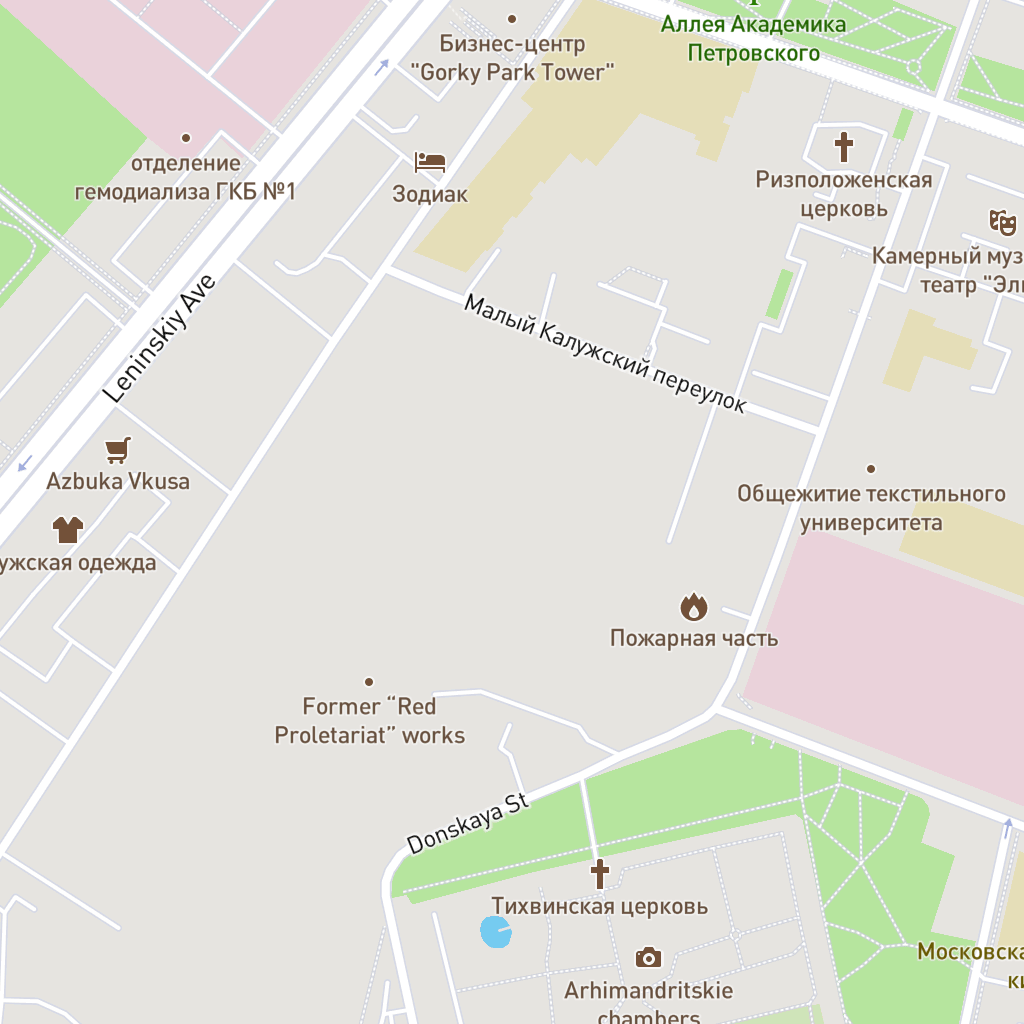 Аллея Академика
Петровского
Бизнес-центр
"Gorky Park Tower"
отделение
гемодиализа ГКБ №1
Зодиак
Ризположенская
церковь
Камерный муз
театр "Эл
Leninskiy Ave
Малый Калужский переулок
Azbuka Vkusa
ужская одежда
Общежитие текстильного
университета
Пожарная часть
Former “Red
Proletariat” works
Donskaya St
Тихвинская церковь
Московска
ки
Arhimandritskie
chambers